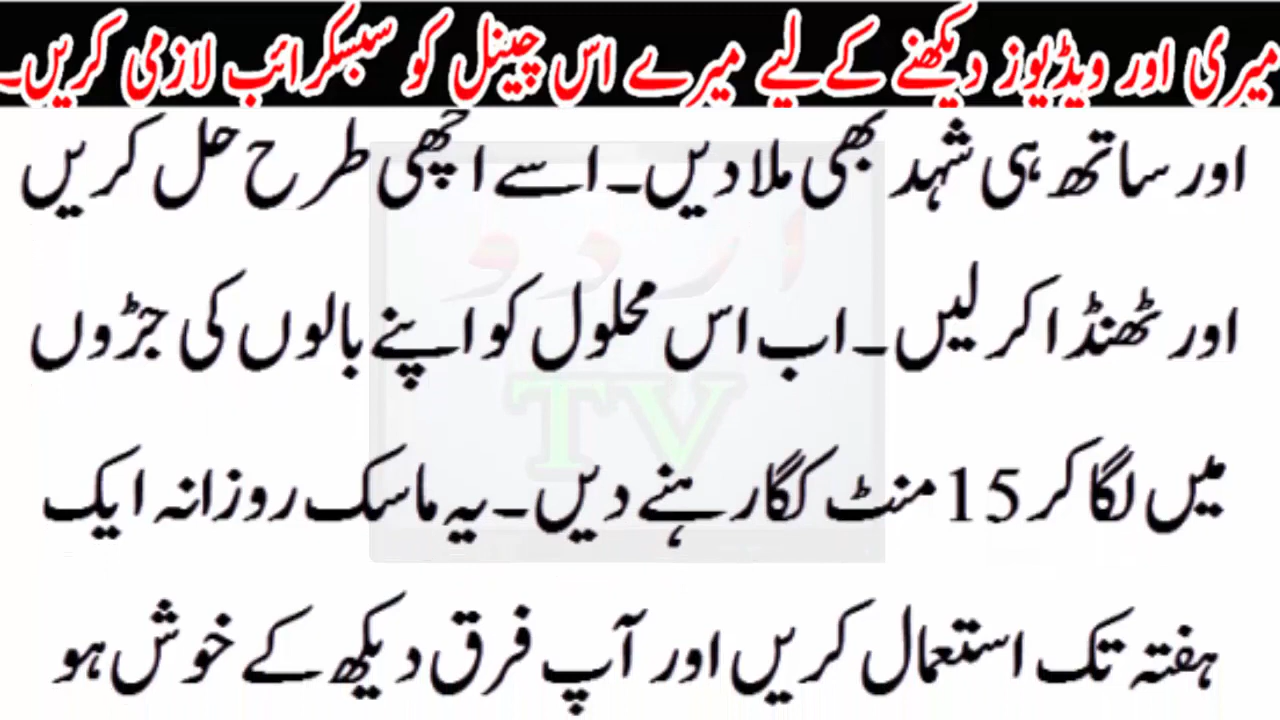 میری اور ویڈیوز دیکھنے کے لیے میرے اس چینل کو سبسکرائب لازمی کریں۔
اور ساتھ ہی شہد بھی ملا دیں۔ اسے اچھی طرح حل کریں
اور ٹھنڈا کر لیں۔ اب اس محلول کو اپنے بالوں کی جڑوں
میں لگا کر 15 منٹ لگا رہنے دیں۔ یہ ماسک روزانہ ایک
ہفتہ تک استعمال کریں اور آپ فرق دیکھ کے خوش ہو
اردو
TV